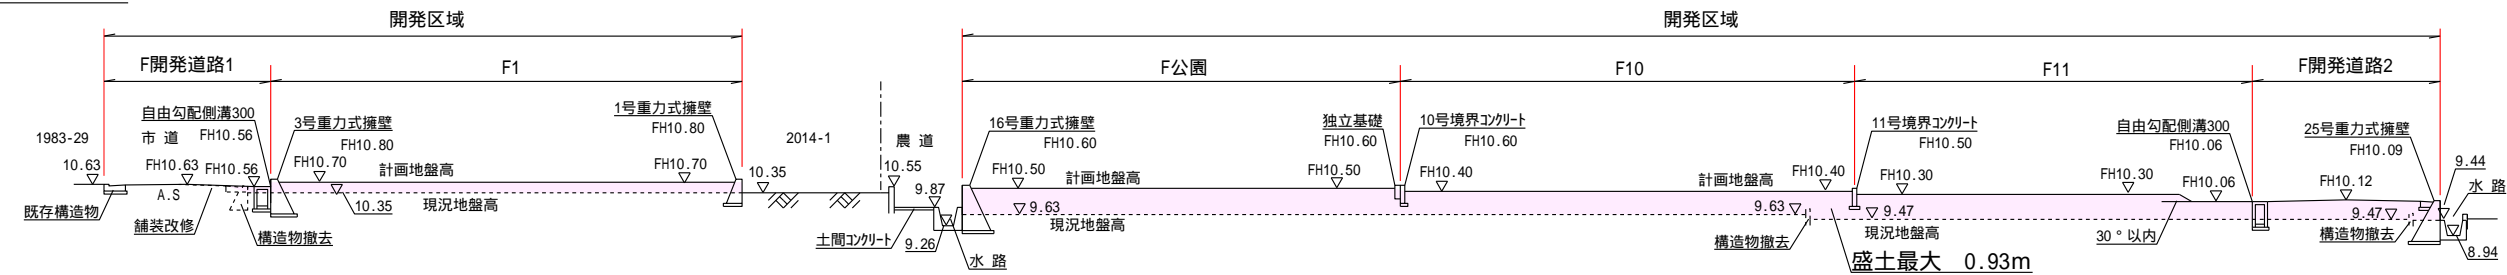 開発区域
開発区域
F開発道路1
F1
F公園
F10
F11
F開発道路2
自由勾配側溝300
1号重力式擁壁
3号重力式擁壁
16号重力式擁壁
独立基礎
10号境界コンクリート
11号境界コンクリート
自由勾配側溝300
25号重力式擁壁
1983-29
市 道
FH10.56
FH10.80
FH10.80
2014-1
農 道
FH10.60
FH10.60
FH10.60
FH10.50
FH10.06
FH10.09
10.63
FH10.63
FH10.56
FH10.70
計画地盤高
FH10.70
10.35
10.55
FH10.50
計画地盤高
FH10.50
FH10.40
計画地盤高
FH10.40
FH10.30
FH10.30
FH10.06
FH10.12
9.44
水 路
A.S
10.35
現況地盤高
9.87
9.63
現況地盤高
9.63
9.47
現況地盤高
9.47
既存構造物
舗装改修
構造物撤去
土間コンクリート
9.26
水 路
構造物撤去
30°以内
構造物撤去
8.94
盛土最大 0.93m